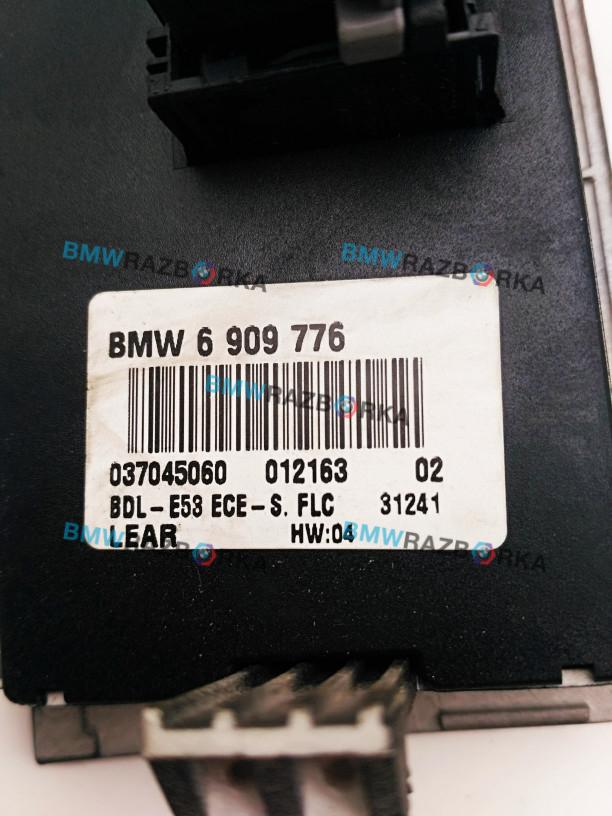 BMWRAZBORKA BMWRAZBORKA
BMW 6 909 776
BMWRAZBORKA
037045060 012163 02
BDL-E53 ECE-S. FLC 31241
LEAR HW:04
BMWRAZBORKA BMWRAZBORKA